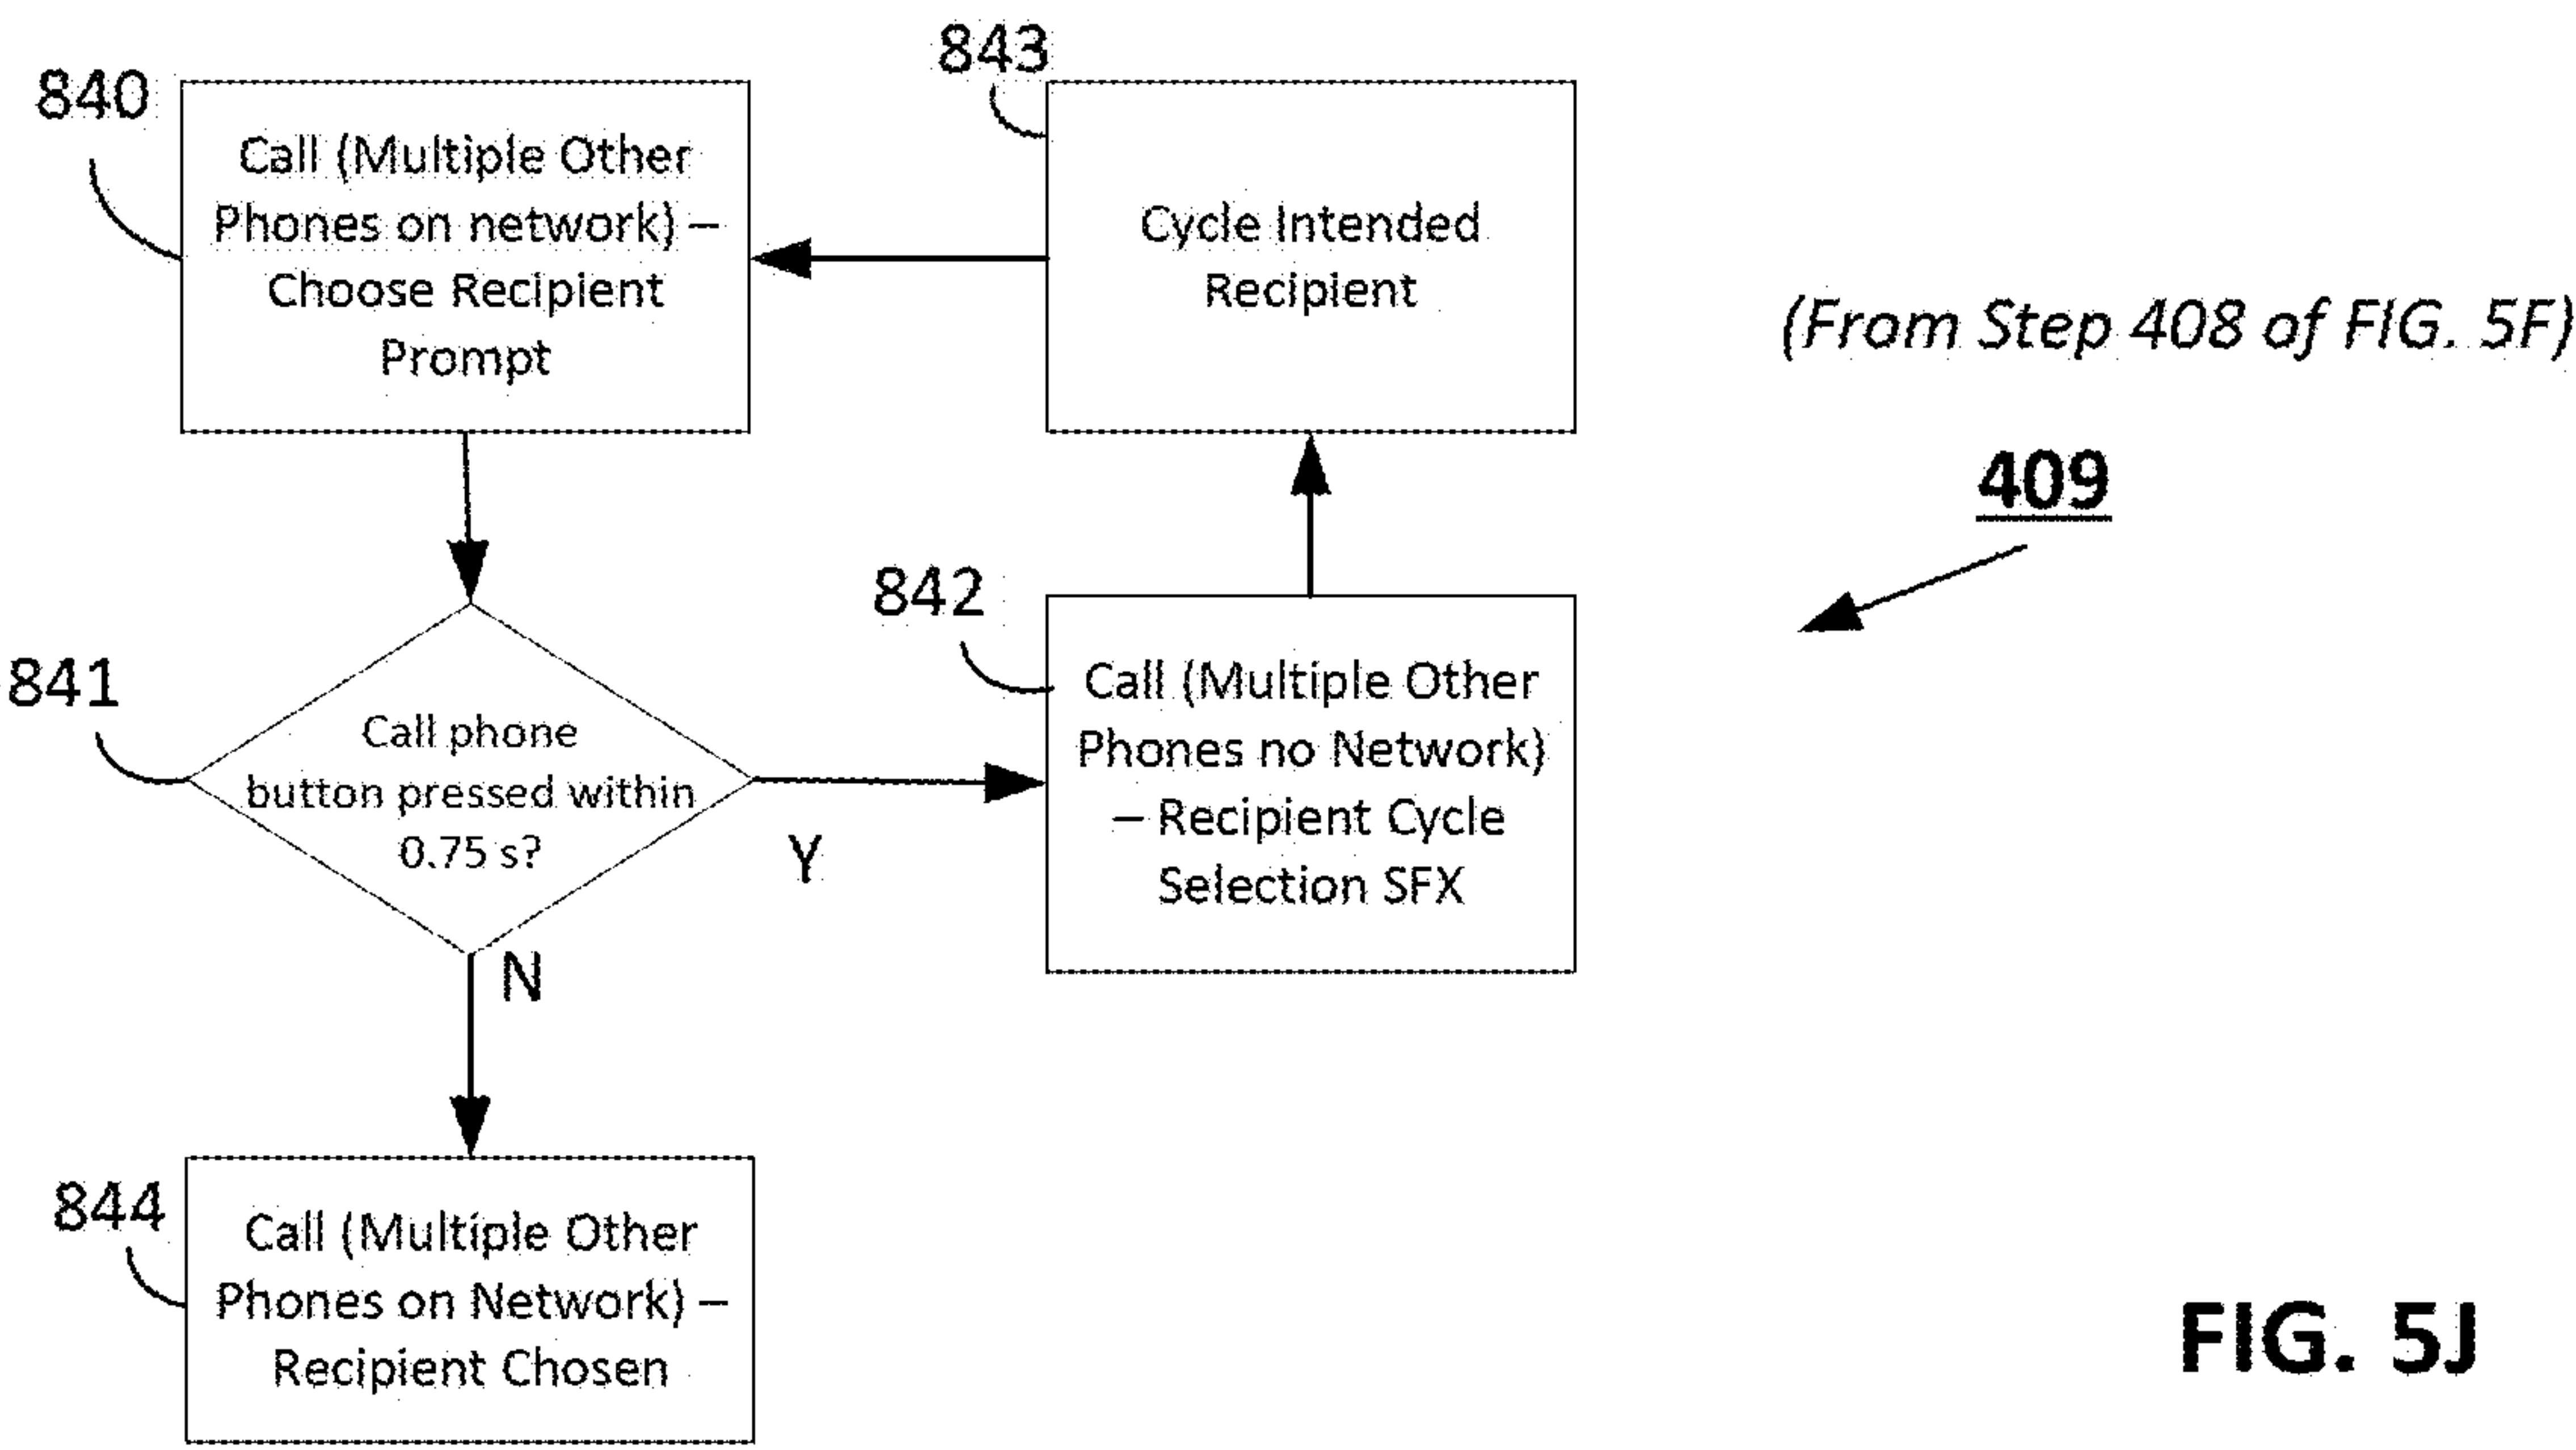 840
Call (Multiple Other
Phones on network) –
Choose Recipient
Prompt
843
Cycle Intended
Recipient
(From Step 408 of FIG. 5F)
409
841
Call phone
button pressed within
0.75 s?
Y
N
842
Call (Multiple Other
Phones no Network)
– Recipient Cycle
Selection SFX
844
Call (Multiple Other
Phones on Network) –
Recipient Chosen
FIG. 5J